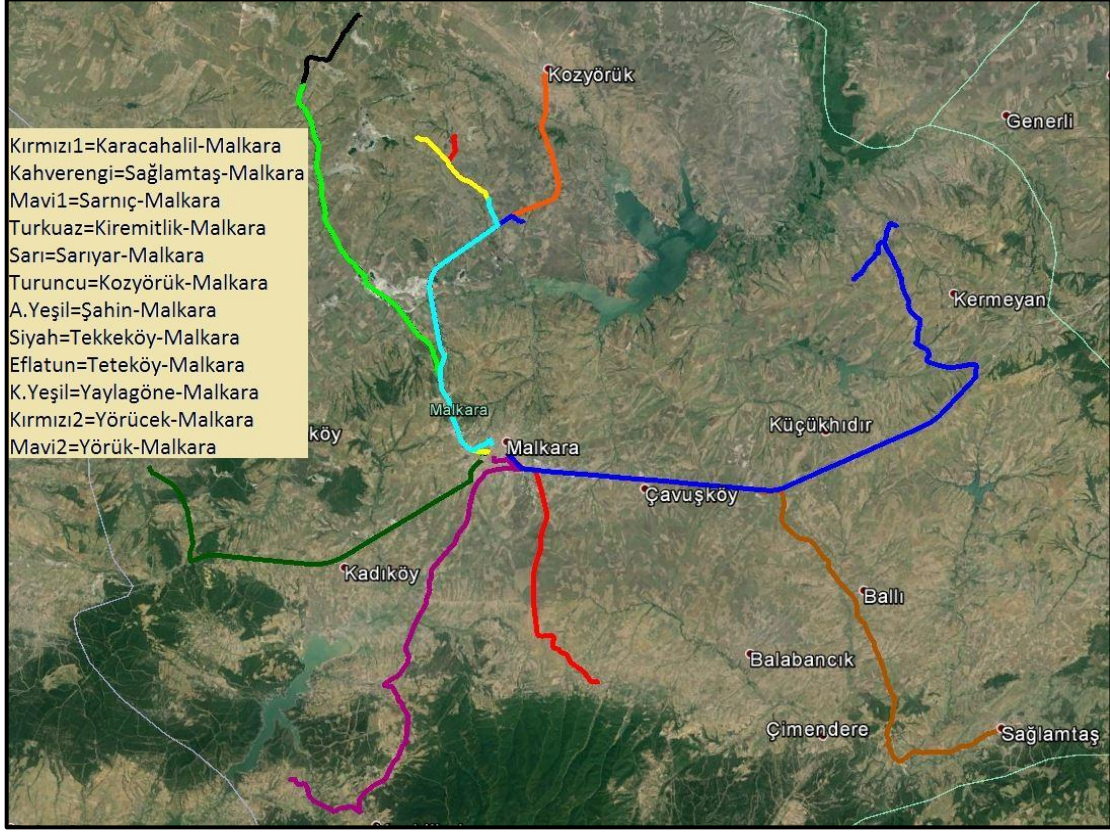 Kozyörük
Generli
Kırmızı1=Karacahalil-Malkara
Kahverengi=Sağlamtaş-Malkara
Mavi1=Sarnıç-Malkara
Turkuaz=Kiremitlik-Malkara
Sarı=Sarıyar-Malkara
Turuncu=Kozyörük-Malkara
A.Yeşil=Şahin-Malkara
Siyah=Tekkeköy-Malkara
Eflatun=Teteköy-Malkara
K.Yeşil=Yaylagöne-Malkara
Kırmızı2=Yörücek-Malkara
Mavi2=Yörük-Malkara
Kermeyan
Malkara
Küçükhıdır
köy
Malkara
Çavuşköy
Kadıköy
Ballı
Balabancık
Çimendere
Sağlamtaş